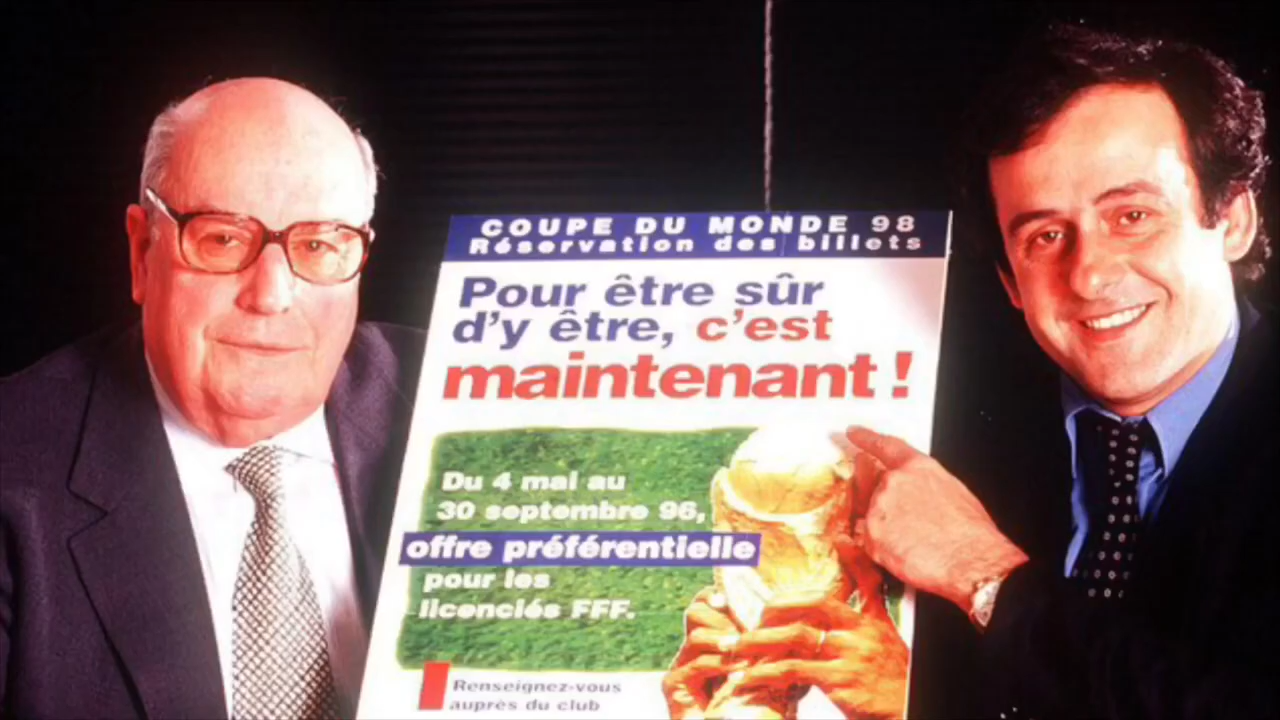 COUPE DU MONDE 98
Réservation des billets
Pour être sûr
d'y être, c'est
maintenant !
Du 4 mai au
30 septembre 96,
offre préférentielle
pour les
licenciés FFF.
Renseignez-vous
auprès du club